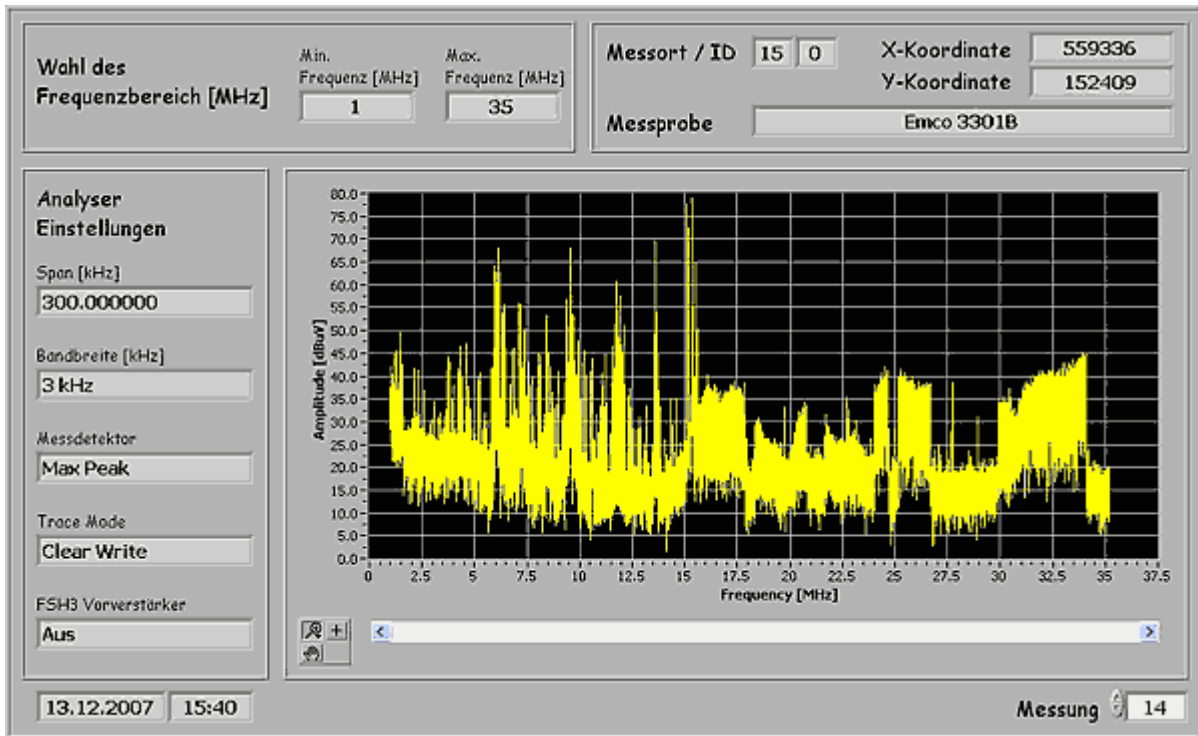 Wahl des
Frequenzbereich [MHz]
Min.
Frequenz [MHz]
1
Max.
Frequenz [MHz]
35
Messort / ID 15 0
X-Koordinate 559336
Y-Koordinate 152409
Messprobe Emco 3301B
Analyser
Einstellungen
Span [kHz]
300.000000
Bandbreite [kHz]
3 kHz
Messdetektor
Max Peak
Trace Mode
Clear Write
FSH3 Vorverstärker
Aus
Amplitude [dBuV]
80.0
75.0
70.0
65.0
60.0
55.0
50.0
45.0
40.0
35.0
30.0
25.0
20.0
15.0
10.0
5.0
0.0
0 2.5 5 7.5 10 12.5 15 17.5 20 22.5 25 27.5 30 32.5 35 37.5
Frequency [MHz]
13.12.2007 15:40
Messung 14